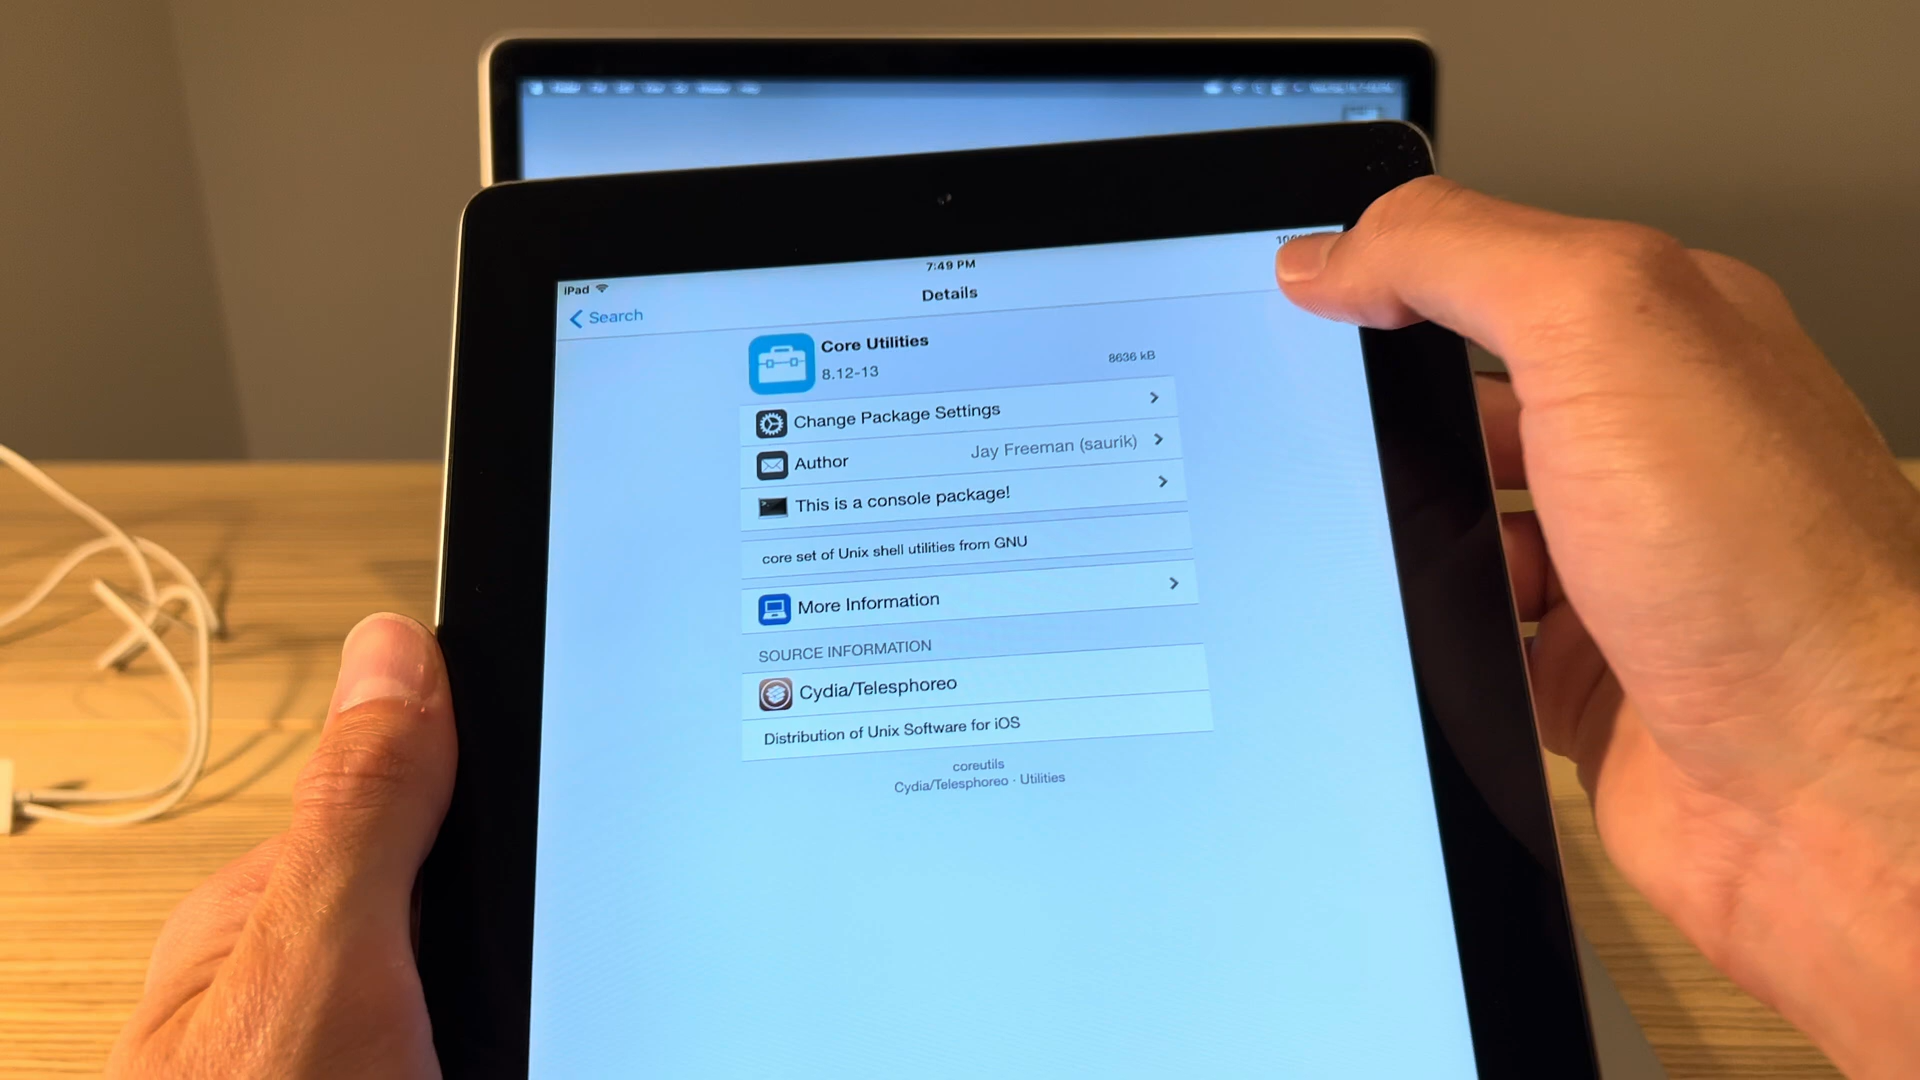 7:49 PM
iPad
Details
Search
Core Utilities
8636 kB
8.12-13
Change Package Settings
Author Jay Freeman (saurik)
This is a console package!
core set of Unix shell utilities from GNU
More Information
SOURCE INFORMATION
Cydia/Telesphoreo
Distribution of Unix Software for iOS
coreutils
Cydia/Telesphoreo · Utilities